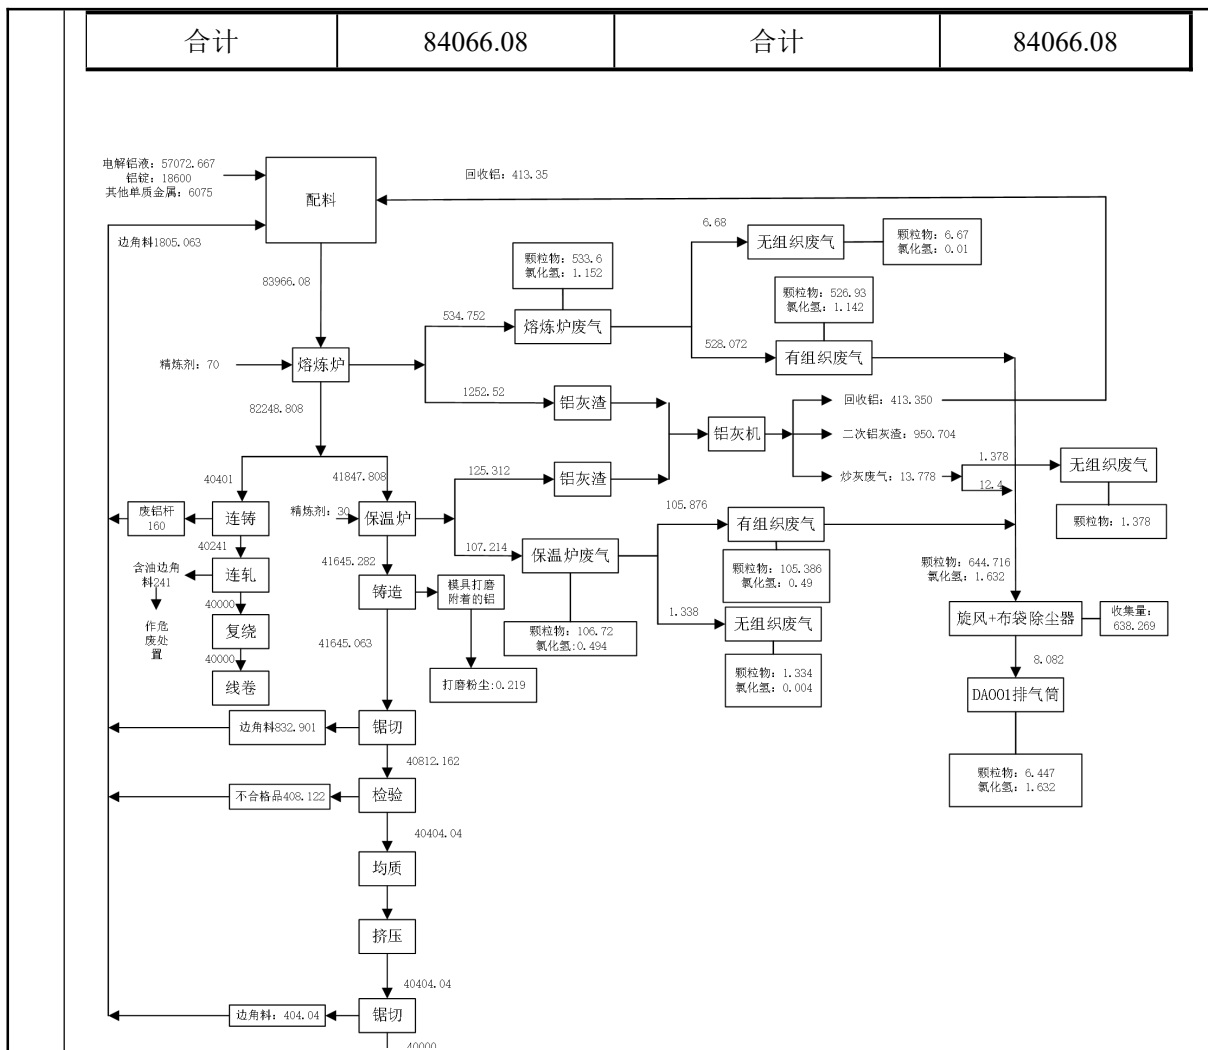 合计 84066.08 合计 84066.08
电解铝液：57072.667
铝锭：18600
其他单质金属：6075
配料
回收铝：413.35
边角料1805.063
6.68
无组织废气
颗粒物：6.67
氯化氢：0.01
颗粒物：533.6
氯化氢：1.152
83966.08
颗粒物：526.93
氯化氢：1.142
534.752
熔炼炉废气
528.072
有组织废气
精炼剂：70
熔炼炉
1252.52
铝灰渣
82248.808
铝灰机
回收铝：413.350
二次铝灰渣：950.704
炒灰废气：13.778
1.378
无组织废气
12.4
颗粒物：1.378
40401
41847.808
125.312
铝灰渣
废铝杆
160
连铸
精炼剂：30
保温炉
105.876
有组织废气
107.214
保温炉废气
40241
41645.282
颗粒物：105.386
氯化氢：0.49
颗粒物：644.716
氯化氢：1.632
含油边角
料241
连轧
铸造
模具打磨
附着的铝
40000
1.338
无组织废气
旋风+布袋除尘器
收集量：
638.269
作危
废处
置
复绕
41645.063
颗粒物：106.72
氯化氢:0.494
40000
8.082
线卷
打磨粉尘:0.219
颗粒物：1.334
氯化氢：0.004
DA001排气筒
边角料832.901
锯切
40812.162
颗粒物：6.447
氯化氢：1.632
不合格品408.122
检验
40404.04
均质
挤压
40404.04
边角料：404.04
锯切
40000